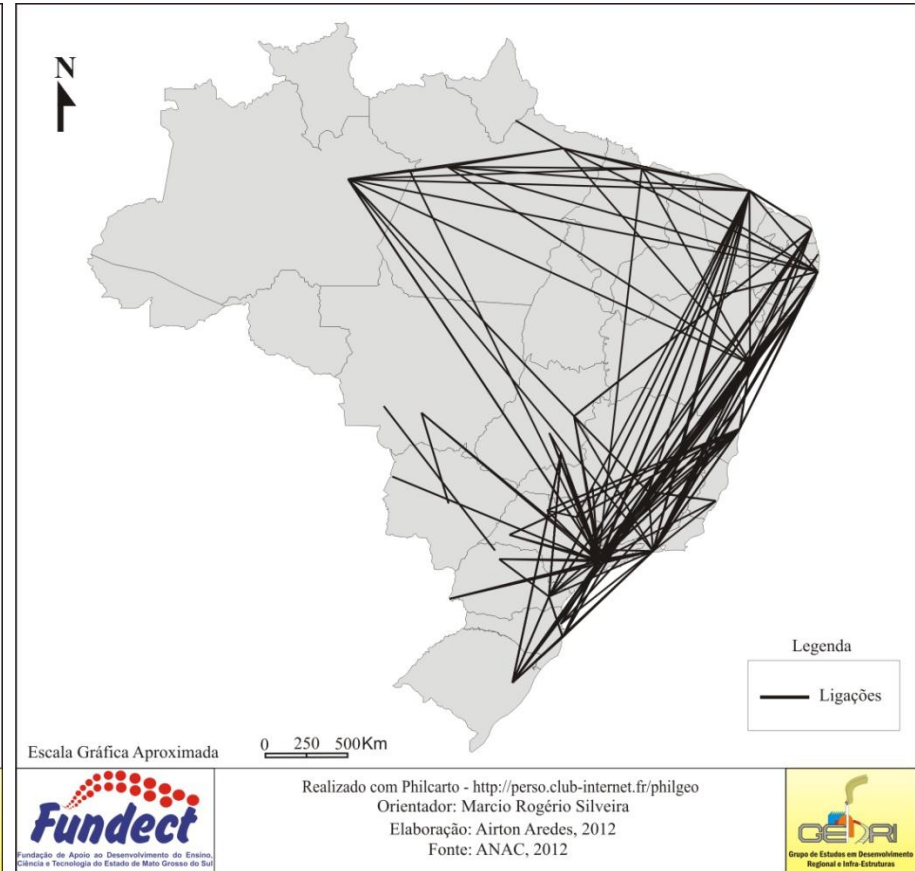 N
Legenda
Ligações
Escala Gráfica Aproximada
0 250 500Km
Fundect
Fundação de Apoio ao Desenvolvimento do Ensino,
Ciência e Tecnologia do Estado de Mato Grosso do Sul
Realizado com Philcarto - http://perso.club-internet.fr/philgeo
Orientador: Marcio Rogério Silveira
Elaboração: Airton Aredes, 2012
Fonte: ANAC, 2012
GEDRI
Grupo de Estudos em Desenvolvimento
Regional e Infra-Estruturas